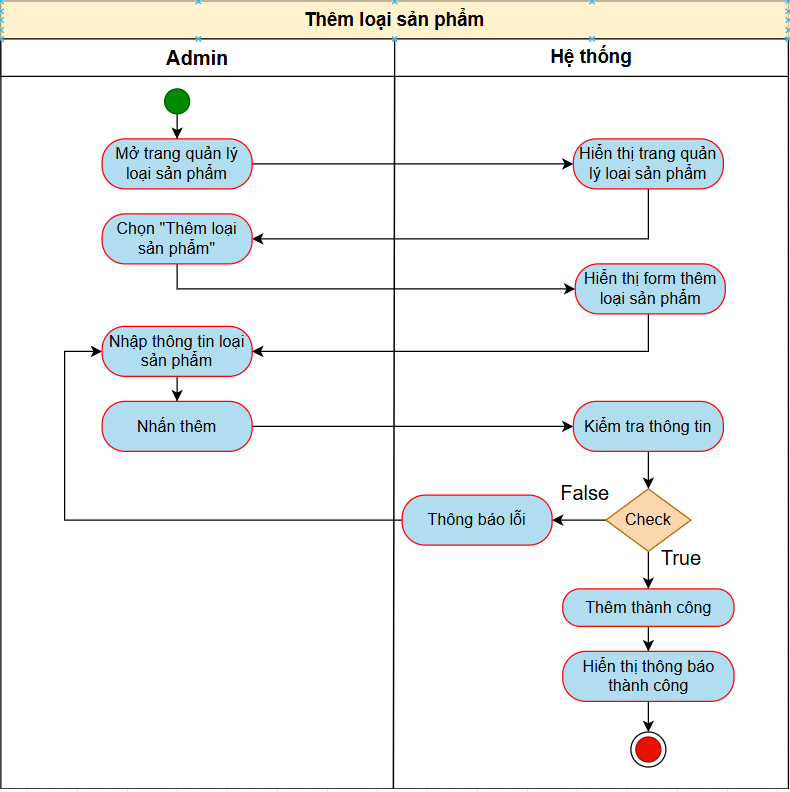 Thêm loại sản phẩm
Admin
Hệ thống
Mở trang quản lý
loại sản phẩm
Hiển thị trang quản
lý loại sản phẩm
Chọn "Thêm loại
sản phẩm"
Hiển thị form thêm
loại sản phẩm
Nhập thông tin loại
sản phẩm
Nhấn thêm
Kiểm tra thông tin
False
Thông báo lỗi
Check
True
Thêm thành công
Hiển thị thông báo
thành công